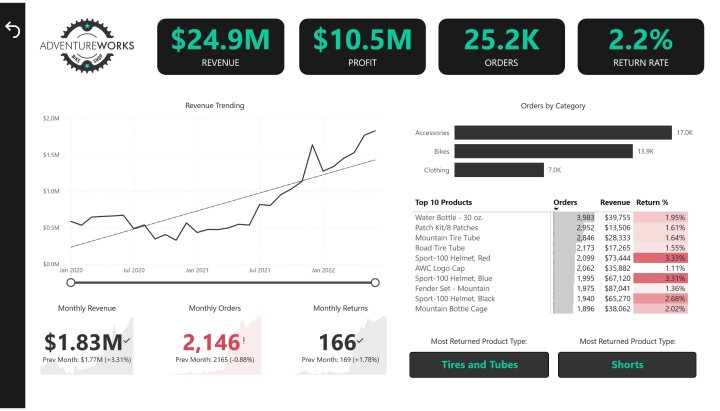 ADVENTUREWORKS
BIKE SHOP
$24.9M
REVENUE
$10.5M
PROFIT
25.2K
ORDERS
2.2%
RETURN RATE
Revenue Trending
$2.0M
$1.5M
$1.0M
$0.5M
$0.0M
Jan 2020 Jul 2020 Jan 2021 Jul 2021 Jan 2022
Orders by Category
Accessories 17.0K
Bikes 13.9K
Clothing 7.0K
Top 10 Products Orders Revenue Return %
Water Bottle - 30 oz. 3,983 $39,755 1.95%
Patch Kit/8 Patches 2,952 $13,506 1.61%
Mountain Tire Tube 2,846 $28,333 1.64%
Road Tire Tube 2,173 $17,265 1.55%
Sport-100 Helmet, Red 2,099 $73,444 3.33%
AWC Logo Cap 2,062 $35,882 1.11%
Sport-100 Helmet, Blue 1,995 $67,120 3.31%
Fender Set - Mountain 1,975 $87,041 1.36%
Sport-100 Helmet, Black 1,940 $65,270 2.68%
Mountain Bottle Cage 1,896 $38,062 2.02%
Monthly Revenue
$1.83M
Prev Month: $1.77M (+3.31%)
Monthly Orders
2,146!
Prev Month: 2165 (-0.88%)
Monthly Returns
166
Prev Month: 169 (+1.78%)
Most Returned Product Type:
Tires and Tubes
Most Returned Product Type:
Shorts